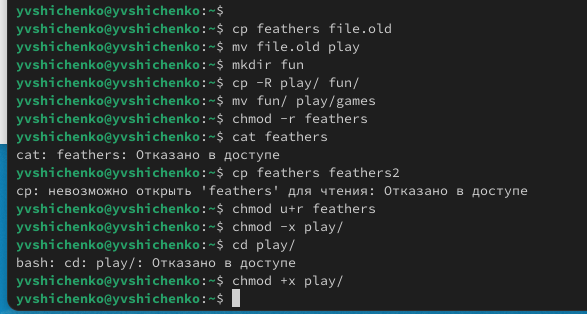 yvshichenko@yvshichenko:~$
yvshichenko@yvshichenko:~$ cp feathers file.old
yvshichenko@yvshichenko:~$ mv file.old play
yvshichenko@yvshichenko:~$ mkdir fun
yvshichenko@yvshichenko:~$ cp -R play/ fun/
yvshichenko@yvshichenko:~$ mv fun/ play/games
yvshichenko@yvshichenko:~$ chmod -r feathers
yvshichenko@yvshichenko:~$ cat feathers
cat: feathers: Отказано в доступе
yvshichenko@yvshichenko:~$ cp feathers feathers2
cp: невозможно открыть 'feathers' для чтения: Отказано в доступе
yvshichenko@yvshichenko:~$ chmod u+r feathers
yvshichenko@yvshichenko:~$ chmod -x play/
yvshichenko@yvshichenko:~$ cd play/
bash: cd: play/: Отказано в доступе
yvshichenko@yvshichenko:~$ chmod +x play/
yvshichenko@yvshichenko:~$